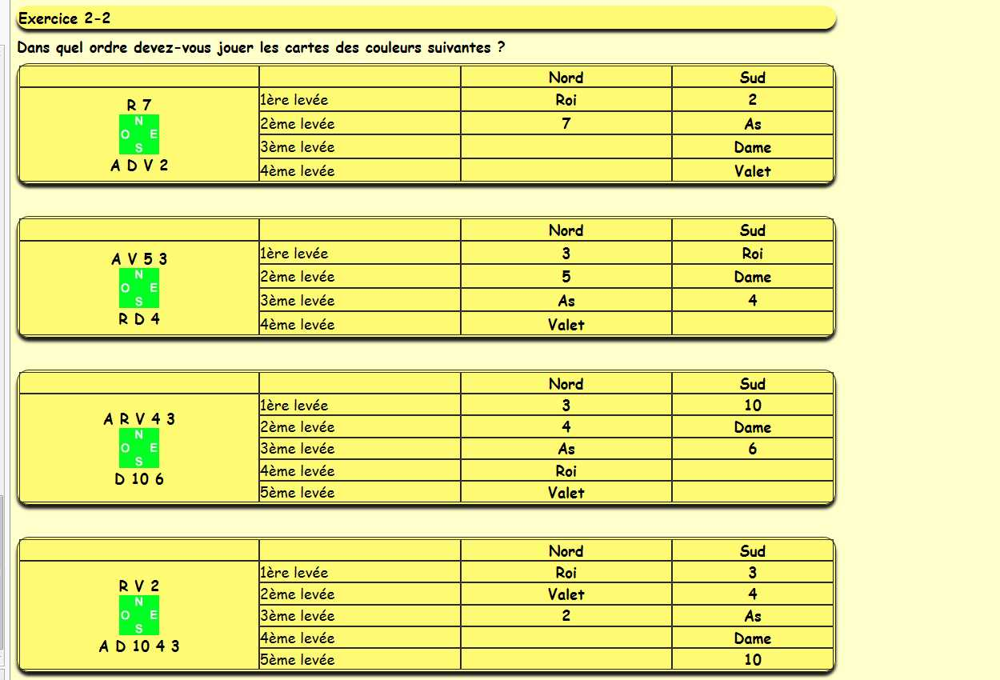 Exercice 2-2
Dans quel ordre devez-vous jouer les cartes des couleurs suivantes ?
Nord Sud
R 7
N
O E
S
A D V 2
1ère levée Roi 2
2ème levée 7 As
3ème levée Dame
4ème levée Valet
Nord Sud
A V 5 3
N
O E
S
R D 4
1ère levée 3 Roi
2ème levée 5 Dame
3ème levée As 4
4ème levée Valet
Nord Sud
A R V 4 3
N
O E
S
D 10 6
1ère levée 3 10
2ème levée 4 Dame
3ème levée As 6
4ème levée Roi
5ème levée Valet
Nord Sud
R V 2
N
O E
S
A D 10 4 3
1ère levée Roi 3
2ème levée Valet 4
3ème levée 2 As
4ème levée Dame
5ème levée 10